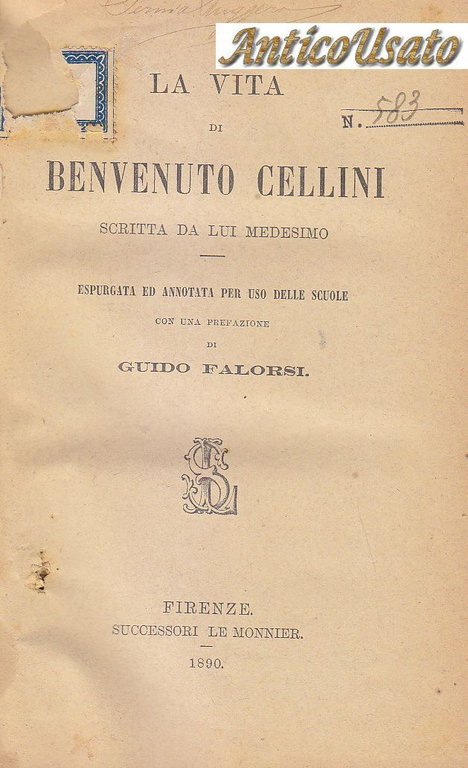 AnticoUsato
LA VITA
DI
N. 583
BENVENUTO CELLINI
SCRITTA DA LUI MEDESIMO
ESPURGATA ED ANNOTATA PER USO DELLE SCUOLE
CON UNA PREFAZIONE
DI
GUIDO FALORSI.
SL
FIRENZE.
SUCCESSORI LE MONNIER.
1890.